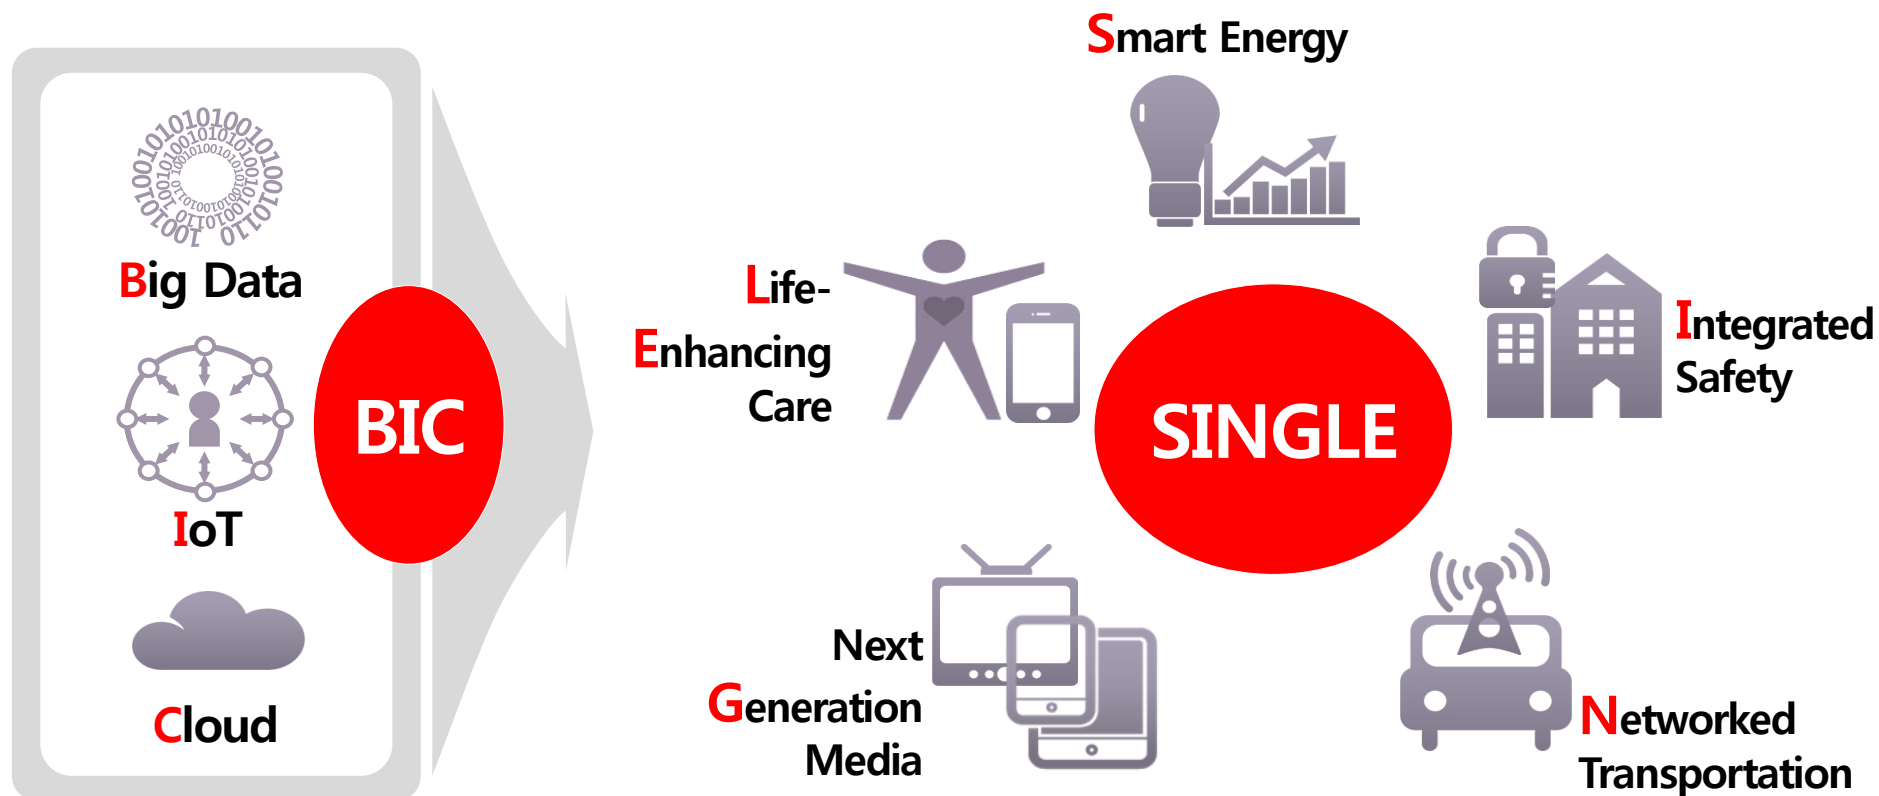 Big Data
IoT
Cloud
BIC
Smart Energy
Life-
Enhancing
Care
SINGLE
Integrated
Safety
Next
Generation
Media
Networked
Transportation